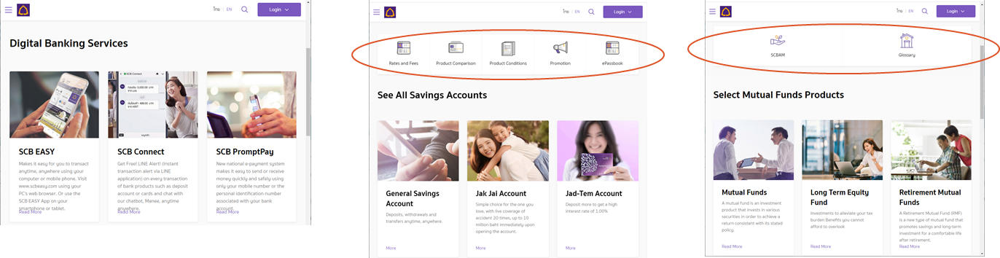 ไทย | EN
Login
Digital Banking Services
SCB EASY
Makes it easy for you to transact
anytime, anywhere using your
computer or mobile phone. Visit
www.scbeasy.com using your
PC's web browser. Or use the
SCB EASY App on your
smartphone or tablet.
Read More
SCB Connect
SCB Connect
Get Free! LINE Alert! (Instant
transaction alert via LINE
application) on every transaction
of bank products such as deposit
account or cards and chat with
our chatbot, Manee, anytime
anywhere.
Read More
SCB PromptPay
New national e-payment system
makes it easy to send or receive
money quickly and safely using
only your mobile number or the
personal identification number
associated with your bank
account.
Read More
ไทย | EN
Login
Rates and Fees
Product Comparison
Product Conditions
Promotion
ePassbook
See All Savings Accounts
General Savings
Account
Deposits, withdrawals and
transfers anytime, anywhere.
More
Jak Jai Account
Simple choice for the one you
love, with live coverage of
accident 20 times, up to 10
million baht immediately upon
opening the account.
More
Jad-Tem Account
Deposit more to get a high
interest rate of 1.00%
More
ไทย | EN
Login
SCBAM
Glossary
Select Mutual Funds Products
Mutual Funds
A mutual fund is an investment
product that invests in various
securities in order to achieve a
return consistent with its stated
policy.
Read More
Long Term Equity
Fund
Investments to alleviate your tax
burden Benefits you cannot
afford to overlook
Read More
Retirement Mutual
Funds
A Retirement Mutual Fund (RMF)
is a new type of mutual fund that
promotes savings and long-term
investment for a comfortable life
after retirement.
Read More